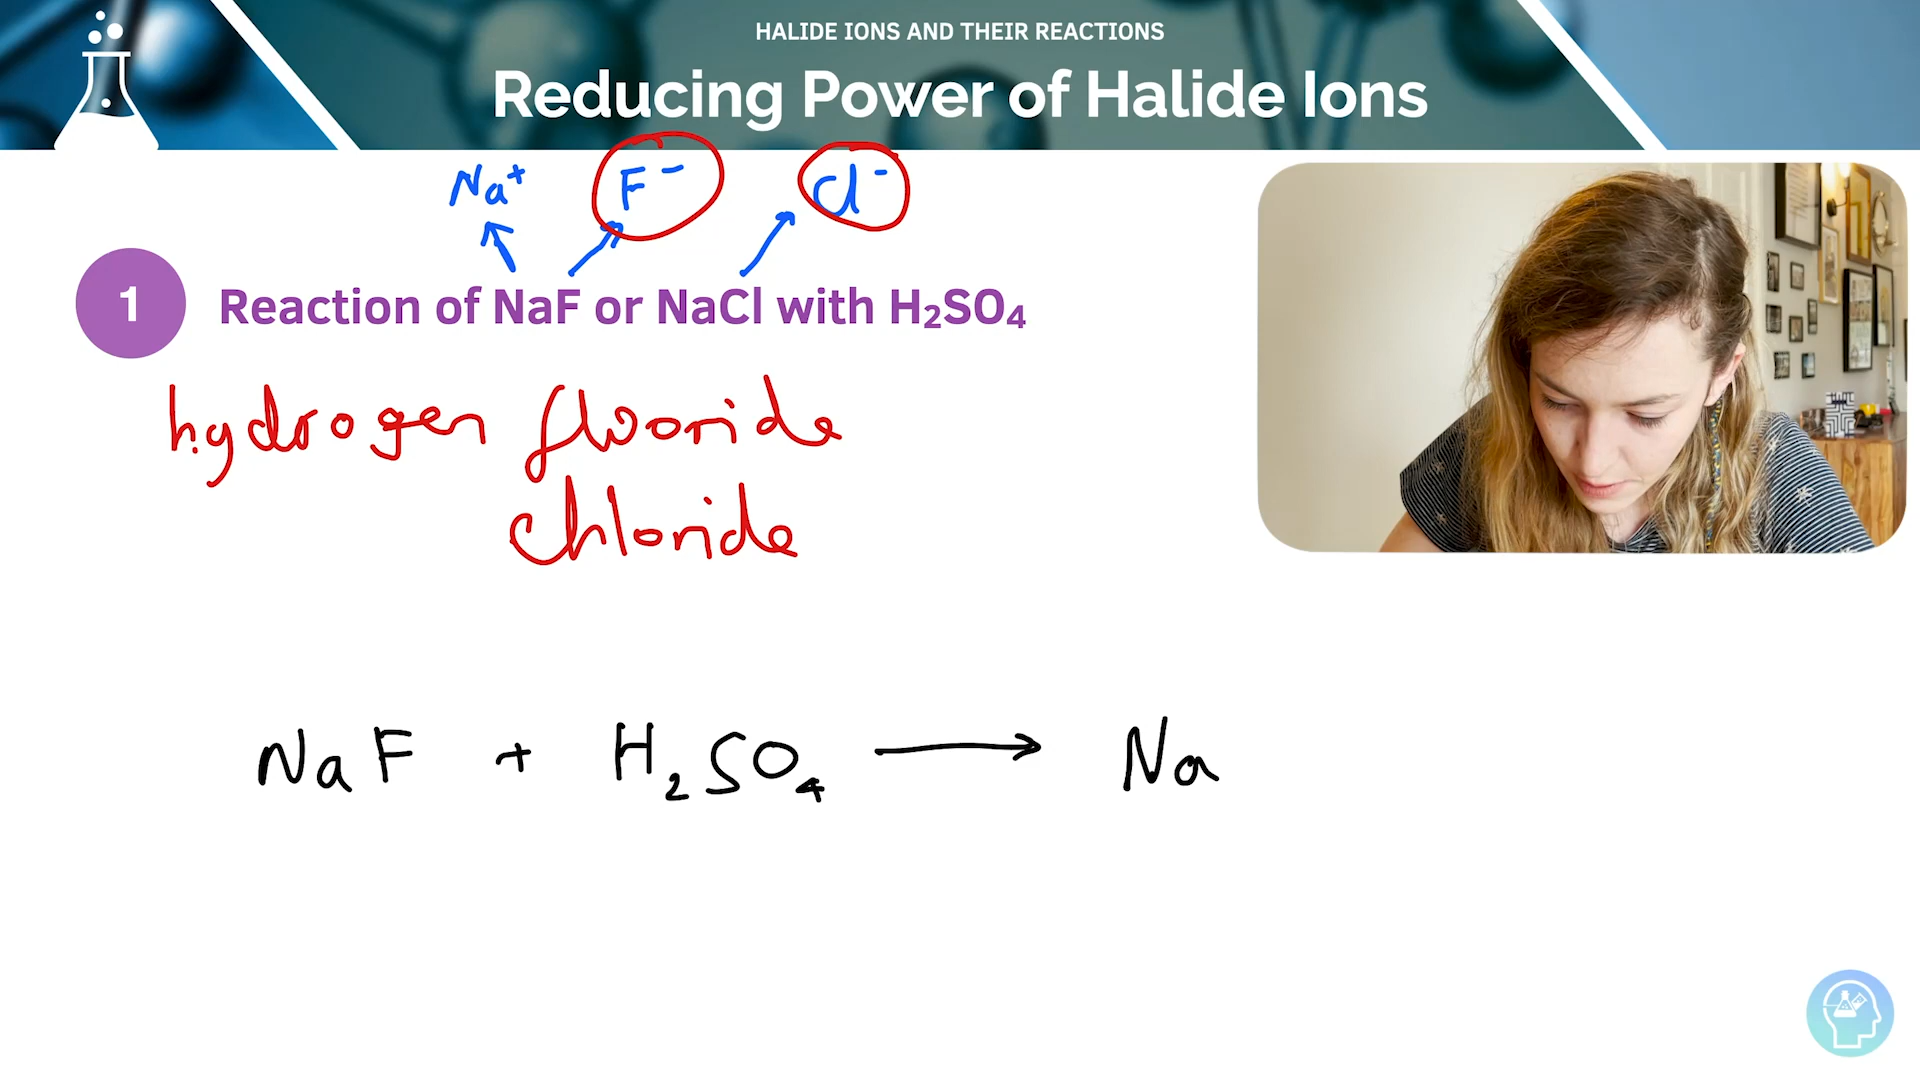 HALIDE IONS AND THEIR REACTIONS
Reducing Power of Halide Ions
Na⁺ F⁻ Cl⁻
1 Reaction of NaF or NaCl with H₂SO₄
hydrogen fluoride
chloride
NaF + H₂SO₄ ⟶ Na